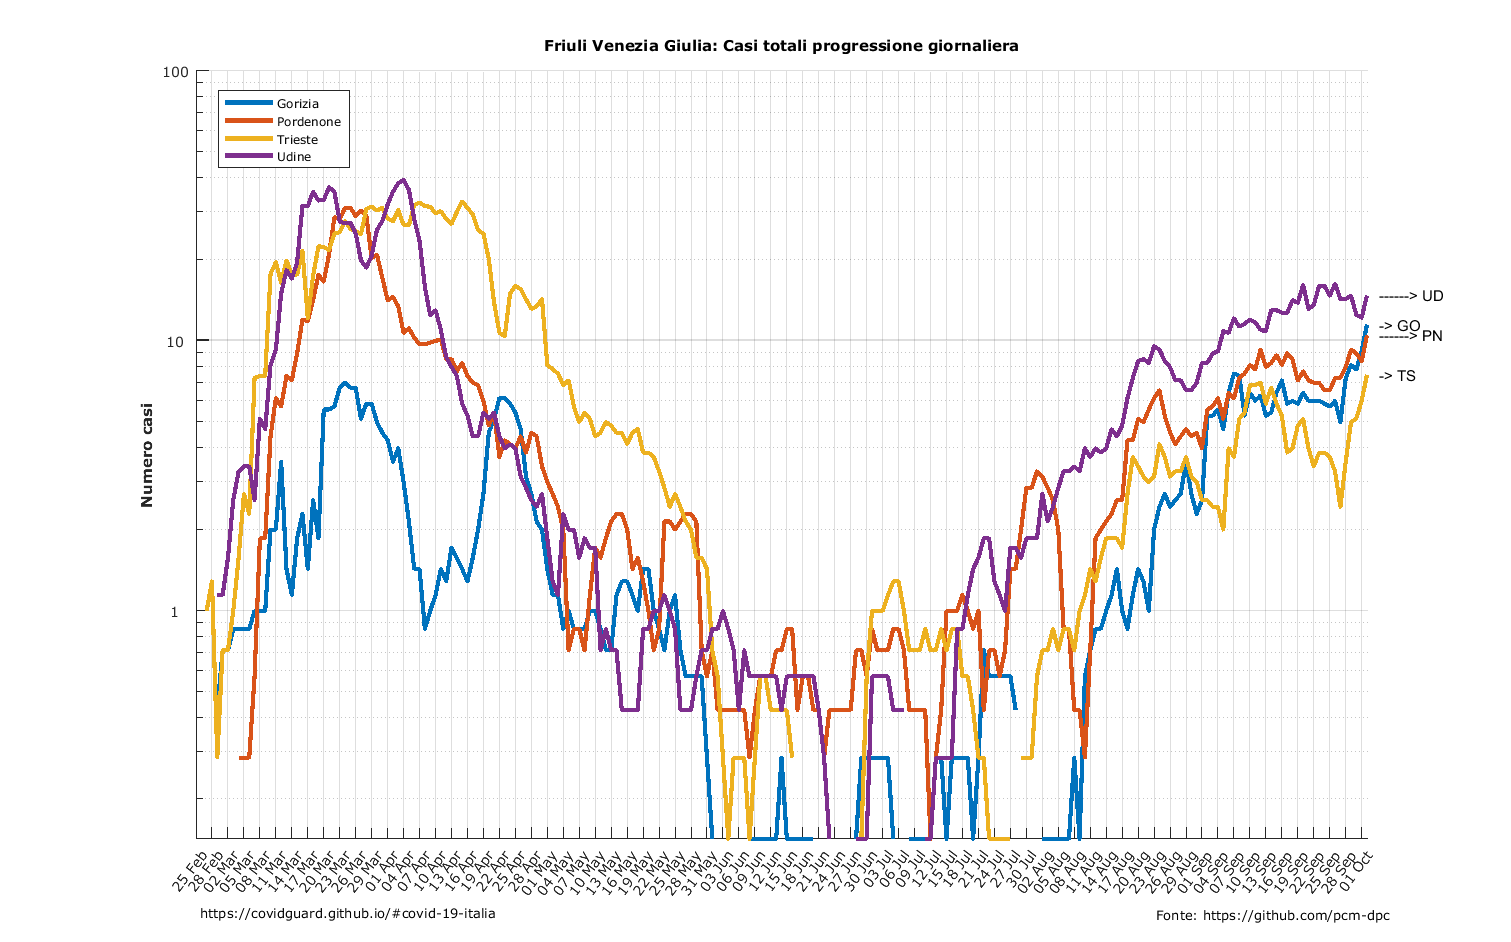 Friuli Venezia Giulia: Casi totali progressione giornaliera
Numero casi
100
10
1
Gorizia
Pordenone
Trieste
Udine
------> UD
-> GO
------> PN
-> TS
25 Feb
28 Feb
02 Mar
05 Mar
08 Mar
11 Mar
14 Mar
17 Mar
20 Mar
23 Mar
26 Mar
29 Mar
01 Apr
04 Apr
07 Apr
10 Apr
13 Apr
16 Apr
19 Apr
22 Apr
25 Apr
28 Apr
01 May
04 May
07 May
10 May
13 May
16 May
19 May
22 May
25 May
28 May
31 May
03 Jun
06 Jun
09 Jun
12 Jun
15 Jun
18 Jun
21 Jun
24 Jun
27 Jun
30 Jun
03 Jul
06 Jul
09 Jul
12 Jul
15 Jul
18 Jul
21 Jul
24 Jul
27 Jul
30 Jul
02 Aug
05 Aug
08 Aug
11 Aug
14 Aug
17 Aug
20 Aug
23 Aug
26 Aug
29 Aug
01 Sep
04 Sep
07 Sep
10 Sep
13 Sep
16 Sep
19 Sep
22 Sep
25 Sep
28 Sep
01 Oct
https://covidguard.github.io/#covid-19-italia
Fonte: https://github.com/pcm-dpc